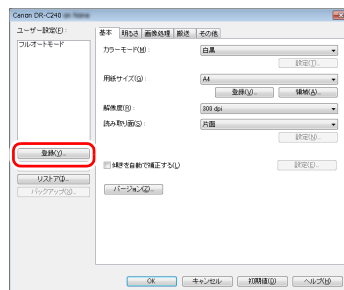 Canon DR-C240 on None
ユーザー設定(E):
フルオートモード
登録(Y)...
リストア(T)...
バックアップ(X)...
基本 明るさ 画像処理 搬送 その他
カラーモード(M): 白黒
設定(T)...
用紙サイズ(G): A4
登録(V)... 領域(A)...
解像度(R): 300 dpi
読み取り面(S): 片面
設定(N)...
傾きを自動で補正する(L) 設定(E)...
バージョン(Z)...
OK キャンセル 初期値(D) ヘルプ(H)